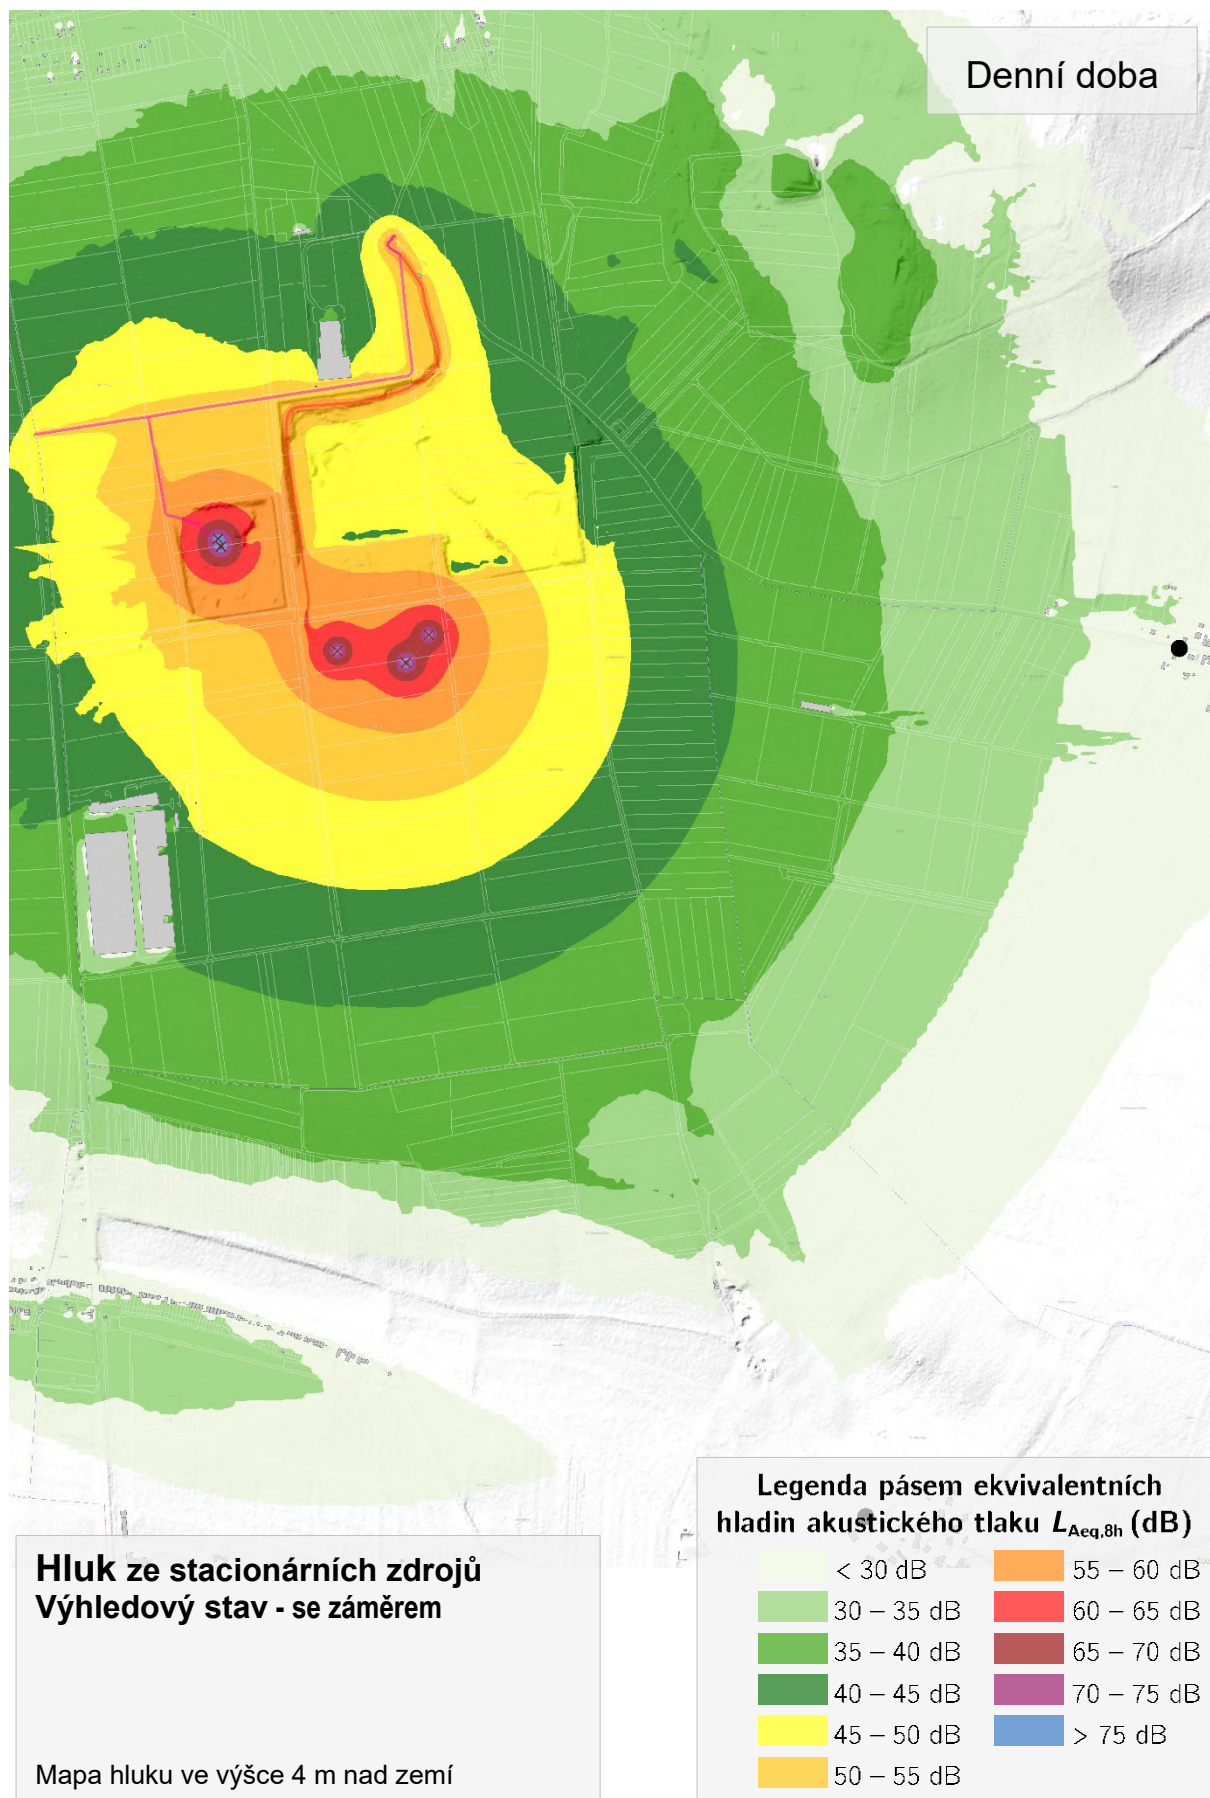 Denní doba
Legenda pásem ekvivalentních
hladin akustického tlaku LAeq,8h (dB)
< 30 dB
30 – 35 dB
35 – 40 dB
40 – 45 dB
45 – 50 dB
50 – 55 dB
55 – 60 dB
60 – 65 dB
65 – 70 dB
70 – 75 dB
> 75 dB
Hluk ze stacionárních zdrojů
Výhledový stav - se záměrem
Mapa hluku ve výšce 4 m nad zemí